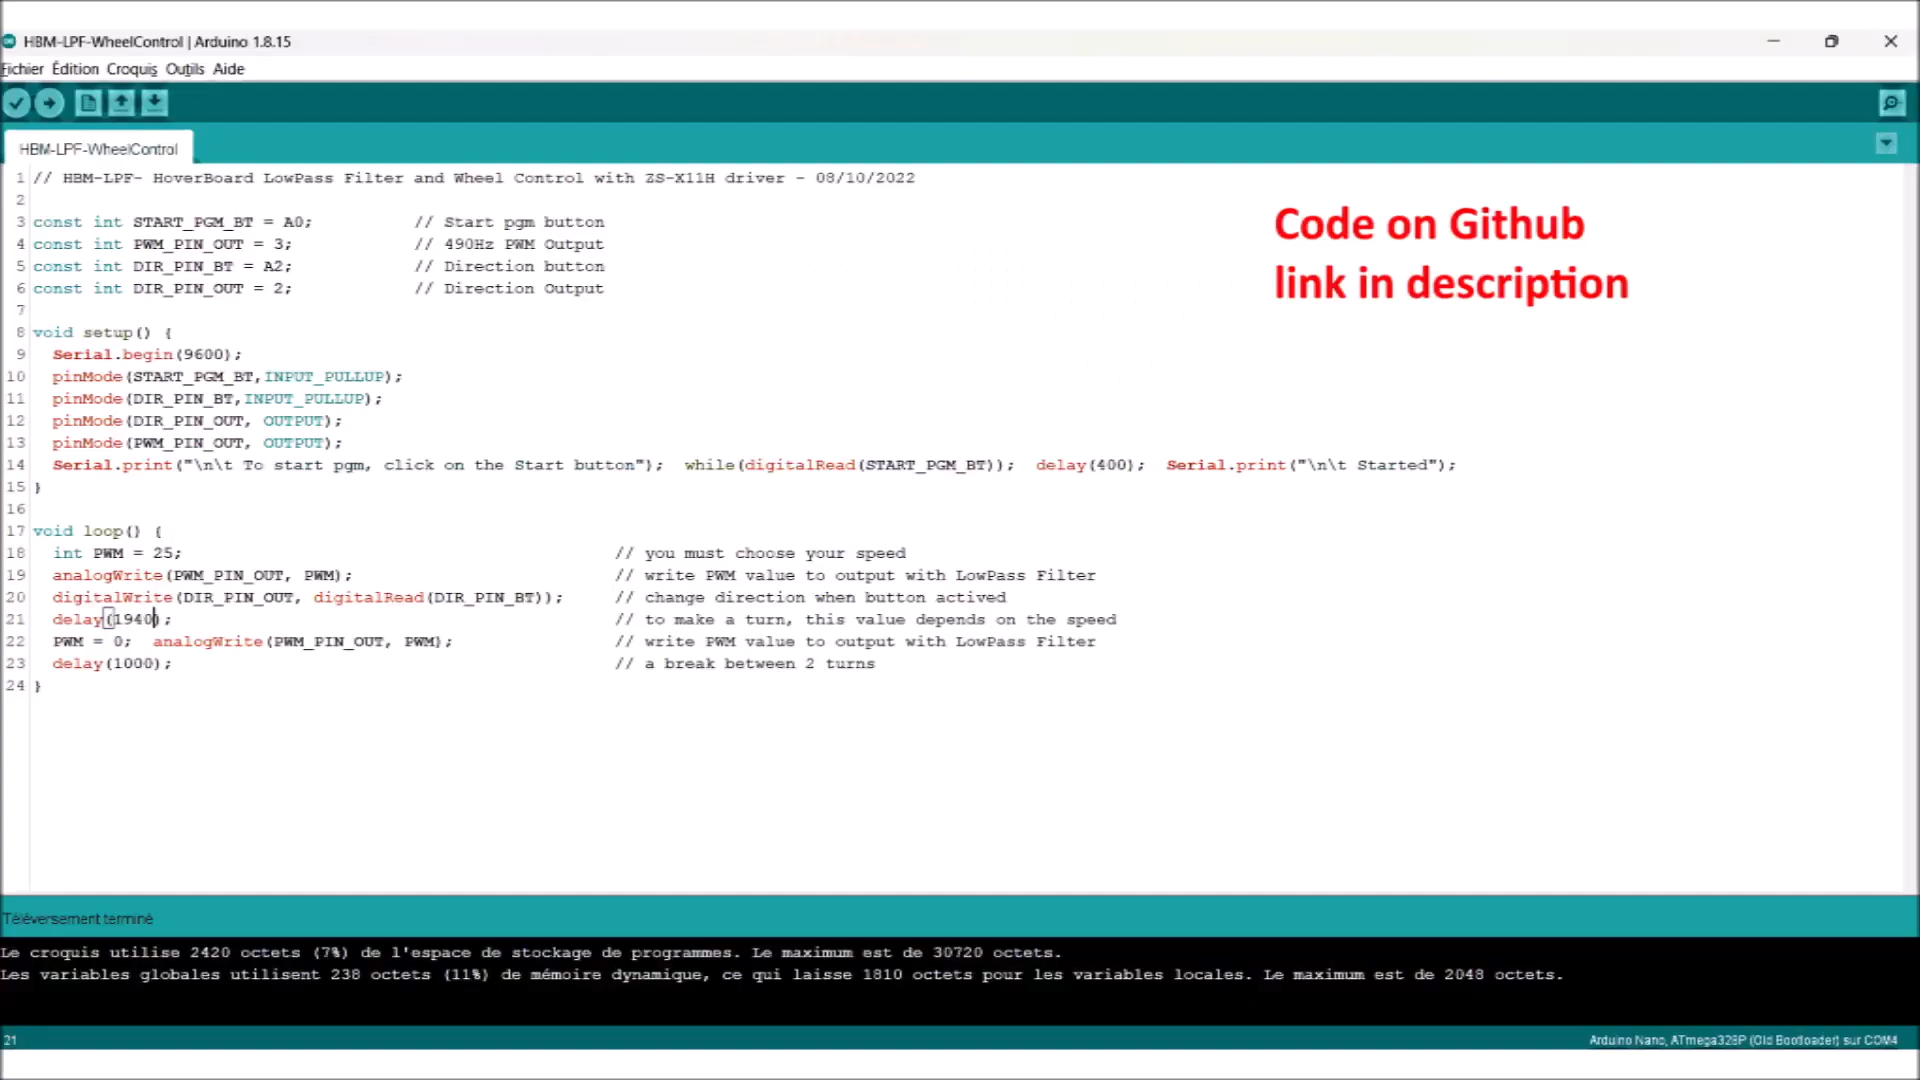 HBM-LPF-WheelControl | Arduino 1.8.15
Fichier Édition Croquis Outils Aide
HBM-LPF-WheelControl
1 // HBM-LPF- HoverBoard LowPass Filter and Wheel Control with ZS-X11H driver - 08/10/2022
2
3 const int START_PGM_BT = A0; // Start pgm button
4 const int PWM_PIN_OUT = 3; // 490Hz PWM Output
5 const int DIR_PIN_BT = A2; // Direction button
6 const int DIR_PIN_OUT = 2; // Direction Output
7
8 void setup() {
9 Serial.begin(9600);
10 pinMode(START_PGM_BT,INPUT_PULLUP);
11 pinMode(DIR_PIN_BT,INPUT_PULLUP);
12 pinMode(DIR_PIN_OUT, OUTPUT);
13 pinMode(PWM_PIN_OUT, OUTPUT);
14 Serial.print("\n\t To start pgm, click on the Start button"); while(digitalRead(START_PGM_BT)); delay(400); Serial.print("\n\t Started");
15 }
16
17 void loop() {
18 int PWM = 25; // you must choose your speed
19 analogWrite(PWM_PIN_OUT, PWM); // write PWM value to output with LowPass Filter
20 digitalWrite(DIR_PIN_OUT, digitalRead(DIR_PIN_BT)); // change direction when button actived
21 delay(1940); // to make a turn, this value depends on the speed
22 PWM = 0; analogWrite(PWM_PIN_OUT, PWM); // write PWM value to output with LowPass Filter
23 delay(1000); // a break between 2 turns
24 }
Code on Github
link in description
Téléversement terminé
Le croquis utilise 2420 octets (7%) de l'espace de stockage de programmes. Le maximum est de 30720 octets.
Les variables globales utilisent 238 octets (11%) de mémoire dynamique, ce qui laisse 1810 octets pour les variables locales. Le maximum est de 2048 octets.
21
Arduino Nano, ATmega328P (Old Bootloader) sur COM4